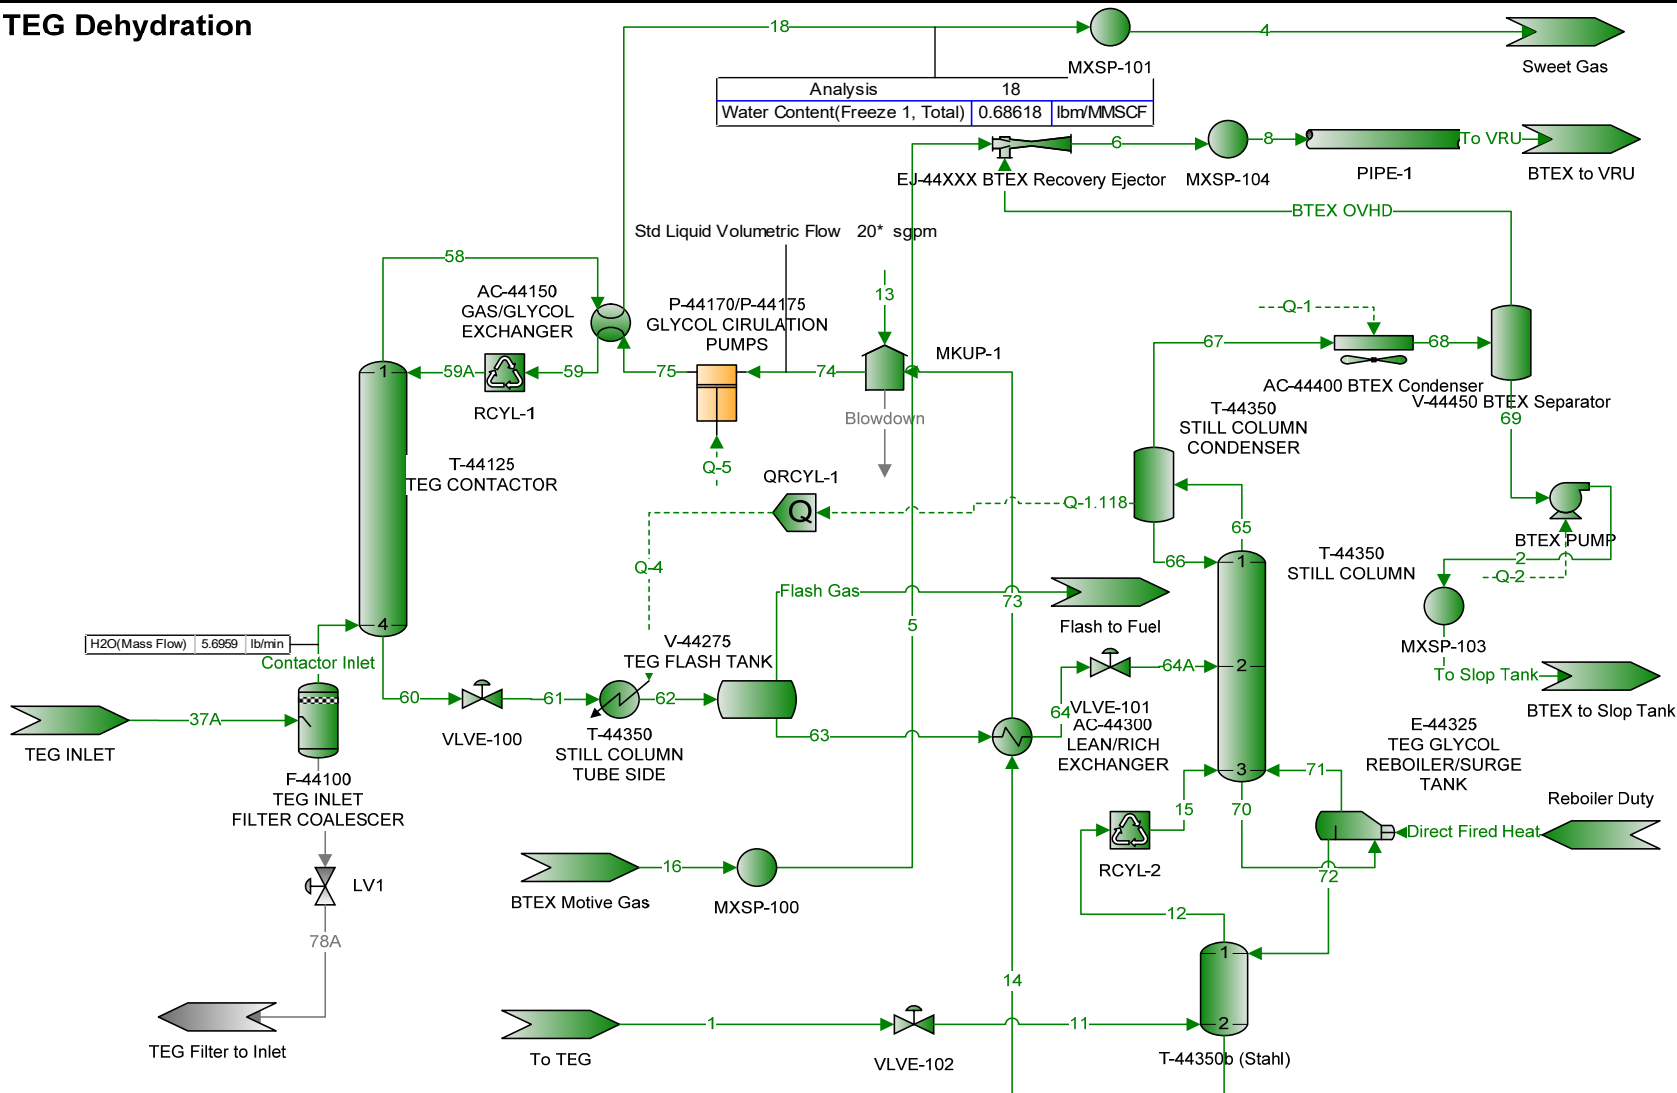 TEG Dehydration
18
4
MXSP-101
Sweet Gas
Analysis 18
Water Content(Freeze 1, Total) 0.68618 lbm/MMSCF
6
8
To VRU
EJ-44XXX BTEX Recovery Ejector
MXSP-104
PIPE-1
BTEX to VRU
BTEX OVHD
Std Liquid Volumetric Flow 20* sgpm
58
AC-44150
GAS/GLYCOL
EXCHANGER
P-44170/P-44175
GLYCOL CIRULATION
PUMPS
13
MKUP-1
Q-1
67
68
AC-44400 BTEX Condenser
V-44450 BTEX Separator
1
59A
59
75
74
RCYL-1
Blowdown
T-44350
STILL COLUMN
CONDENSER
69
T-44125
TEG CONTACTOR
Q-5
QRCYL-1
Q
Q-1.118
65
BTEX PUMP
66
1
T-44350
STILL COLUMN
2
Q-2
Q-4
Flash Gas
73
Flash to Fuel
MXSP-103
4
5
H2O(Mass Flow) 5.6959 lb/min
Contactor Inlet
V-44275
TEG FLASH TANK
64A
2
To Slop Tank
BTEX to Slop Tank
60
61
62
37A
TEG INLET
VLVE-100
T-44350
STILL COLUMN
TUBE SIDE
63
64
VLVE-101
AC-44300
LEAN/RICH
EXCHANGER
E-44325
TEG GLYCOL
REBOILER/SURGE
TANK
F-44100
TEG INLET
FILTER COALESCER
3
71
15
70
Reboiler Duty
Direct Fired Heat
RCYL-2
72
LV1
16
BTEX Motive Gas
MXSP-100
12
78A
1
14
TEG Filter to Inlet
1
To TEG
VLVE-102
11
2
T-44350b (Stahl)